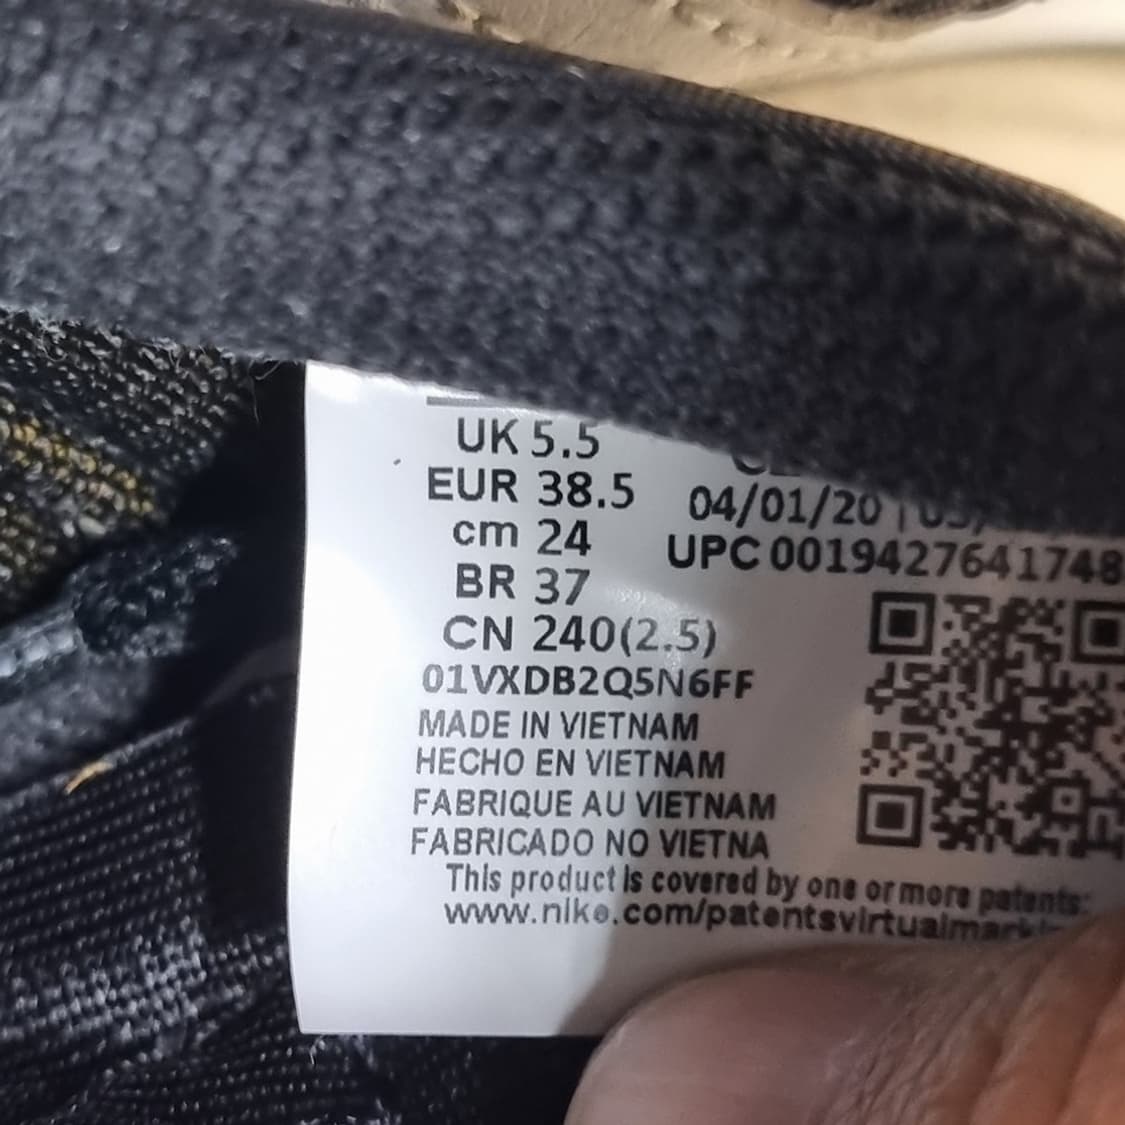 UK 5.5
EUR 38.5
cm 24
BR 37
CN 240(2.5)
01VXDB2Q5N6FF
MADE IN VIETNAM
HECHO EN VIETNAM
FABRIQUE AU VIETNAM
FABRICADO NO VIETNA
This product is covered by one or more patents:
www.nike.com/patentsvirtualmarki
04/01/20 |
UPC 0019427641748